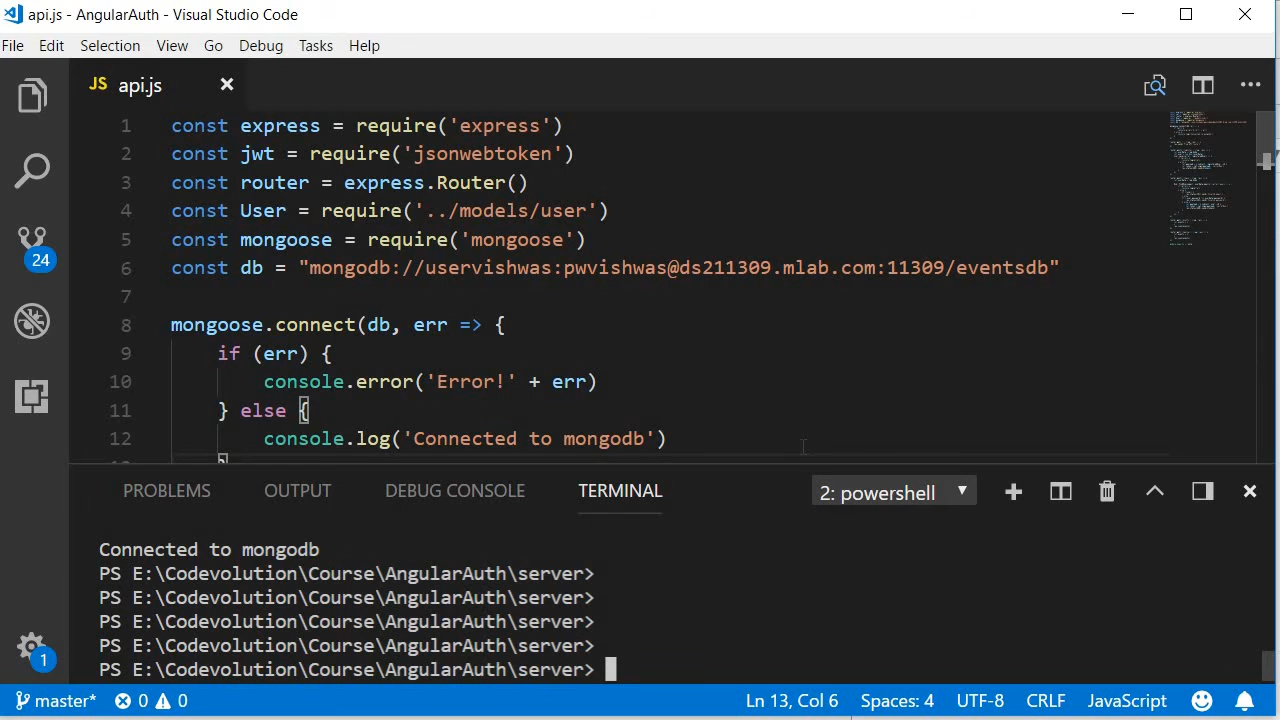 api.js - AngularAuth - Visual Studio Code
File Edit Selection View Go Debug Tasks Help
JS api.js
1 const express = require('express')
2 const jwt = require('jsonwebtoken')
3 const router = express.Router()
4 const User = require('../models/user')
5 const mongoose = require('mongoose')
6 const db = "mongodb://uservishwas:pwvishwas@ds211309.mlab.com:11309/eventsdb"
7
8 mongoose.connect(db, err => {
9 if (err) {
10 console.error('Error!' + err)
11 } else {
12 console.log('Connected to mongodb')
}
24
PROBLEMS OUTPUT DEBUG CONSOLE TERMINAL 2: powershell
Connected to mongodb
PS E:\Codevolution\Course\AngularAuth\server>
PS E:\Codevolution\Course\AngularAuth\server>
PS E:\Codevolution\Course\AngularAuth\server>
PS E:\Codevolution\Course\AngularAuth\server>
PS E:\Codevolution\Course\AngularAuth\server>
1
master* 0 0 Ln 13, Col 6 Spaces: 4 UTF-8 CRLF JavaScript